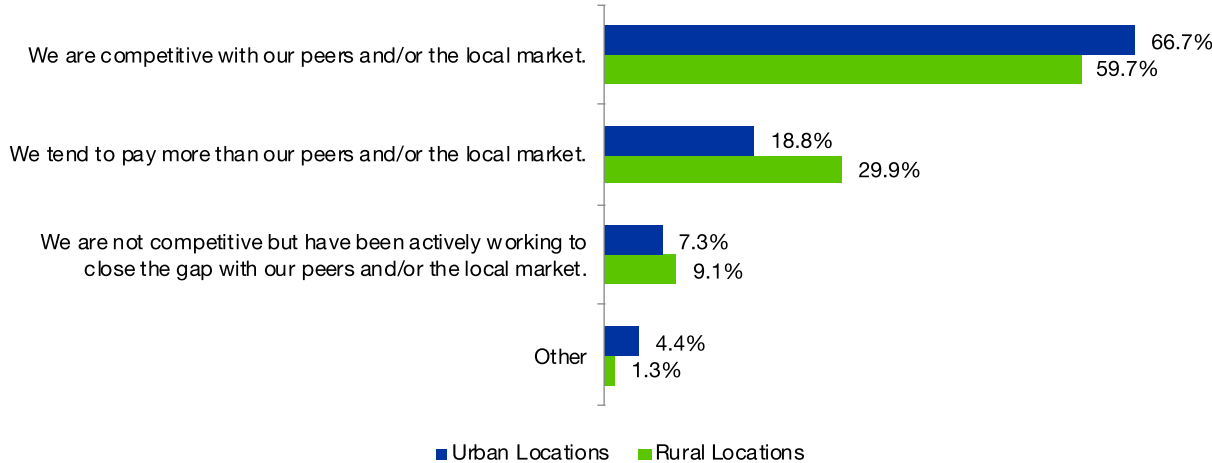 We are competitive with our peers and/or the local market.
66.7%
59.7%
We tend to pay more than our peers and/or the local market.
18.8%
29.9%
We are not competitive but have been actively working to
close the gap with our peers and/or the local market.
7.3%
9.1%
Other
4.4%
1.3%
Urban Locations Rural Locations